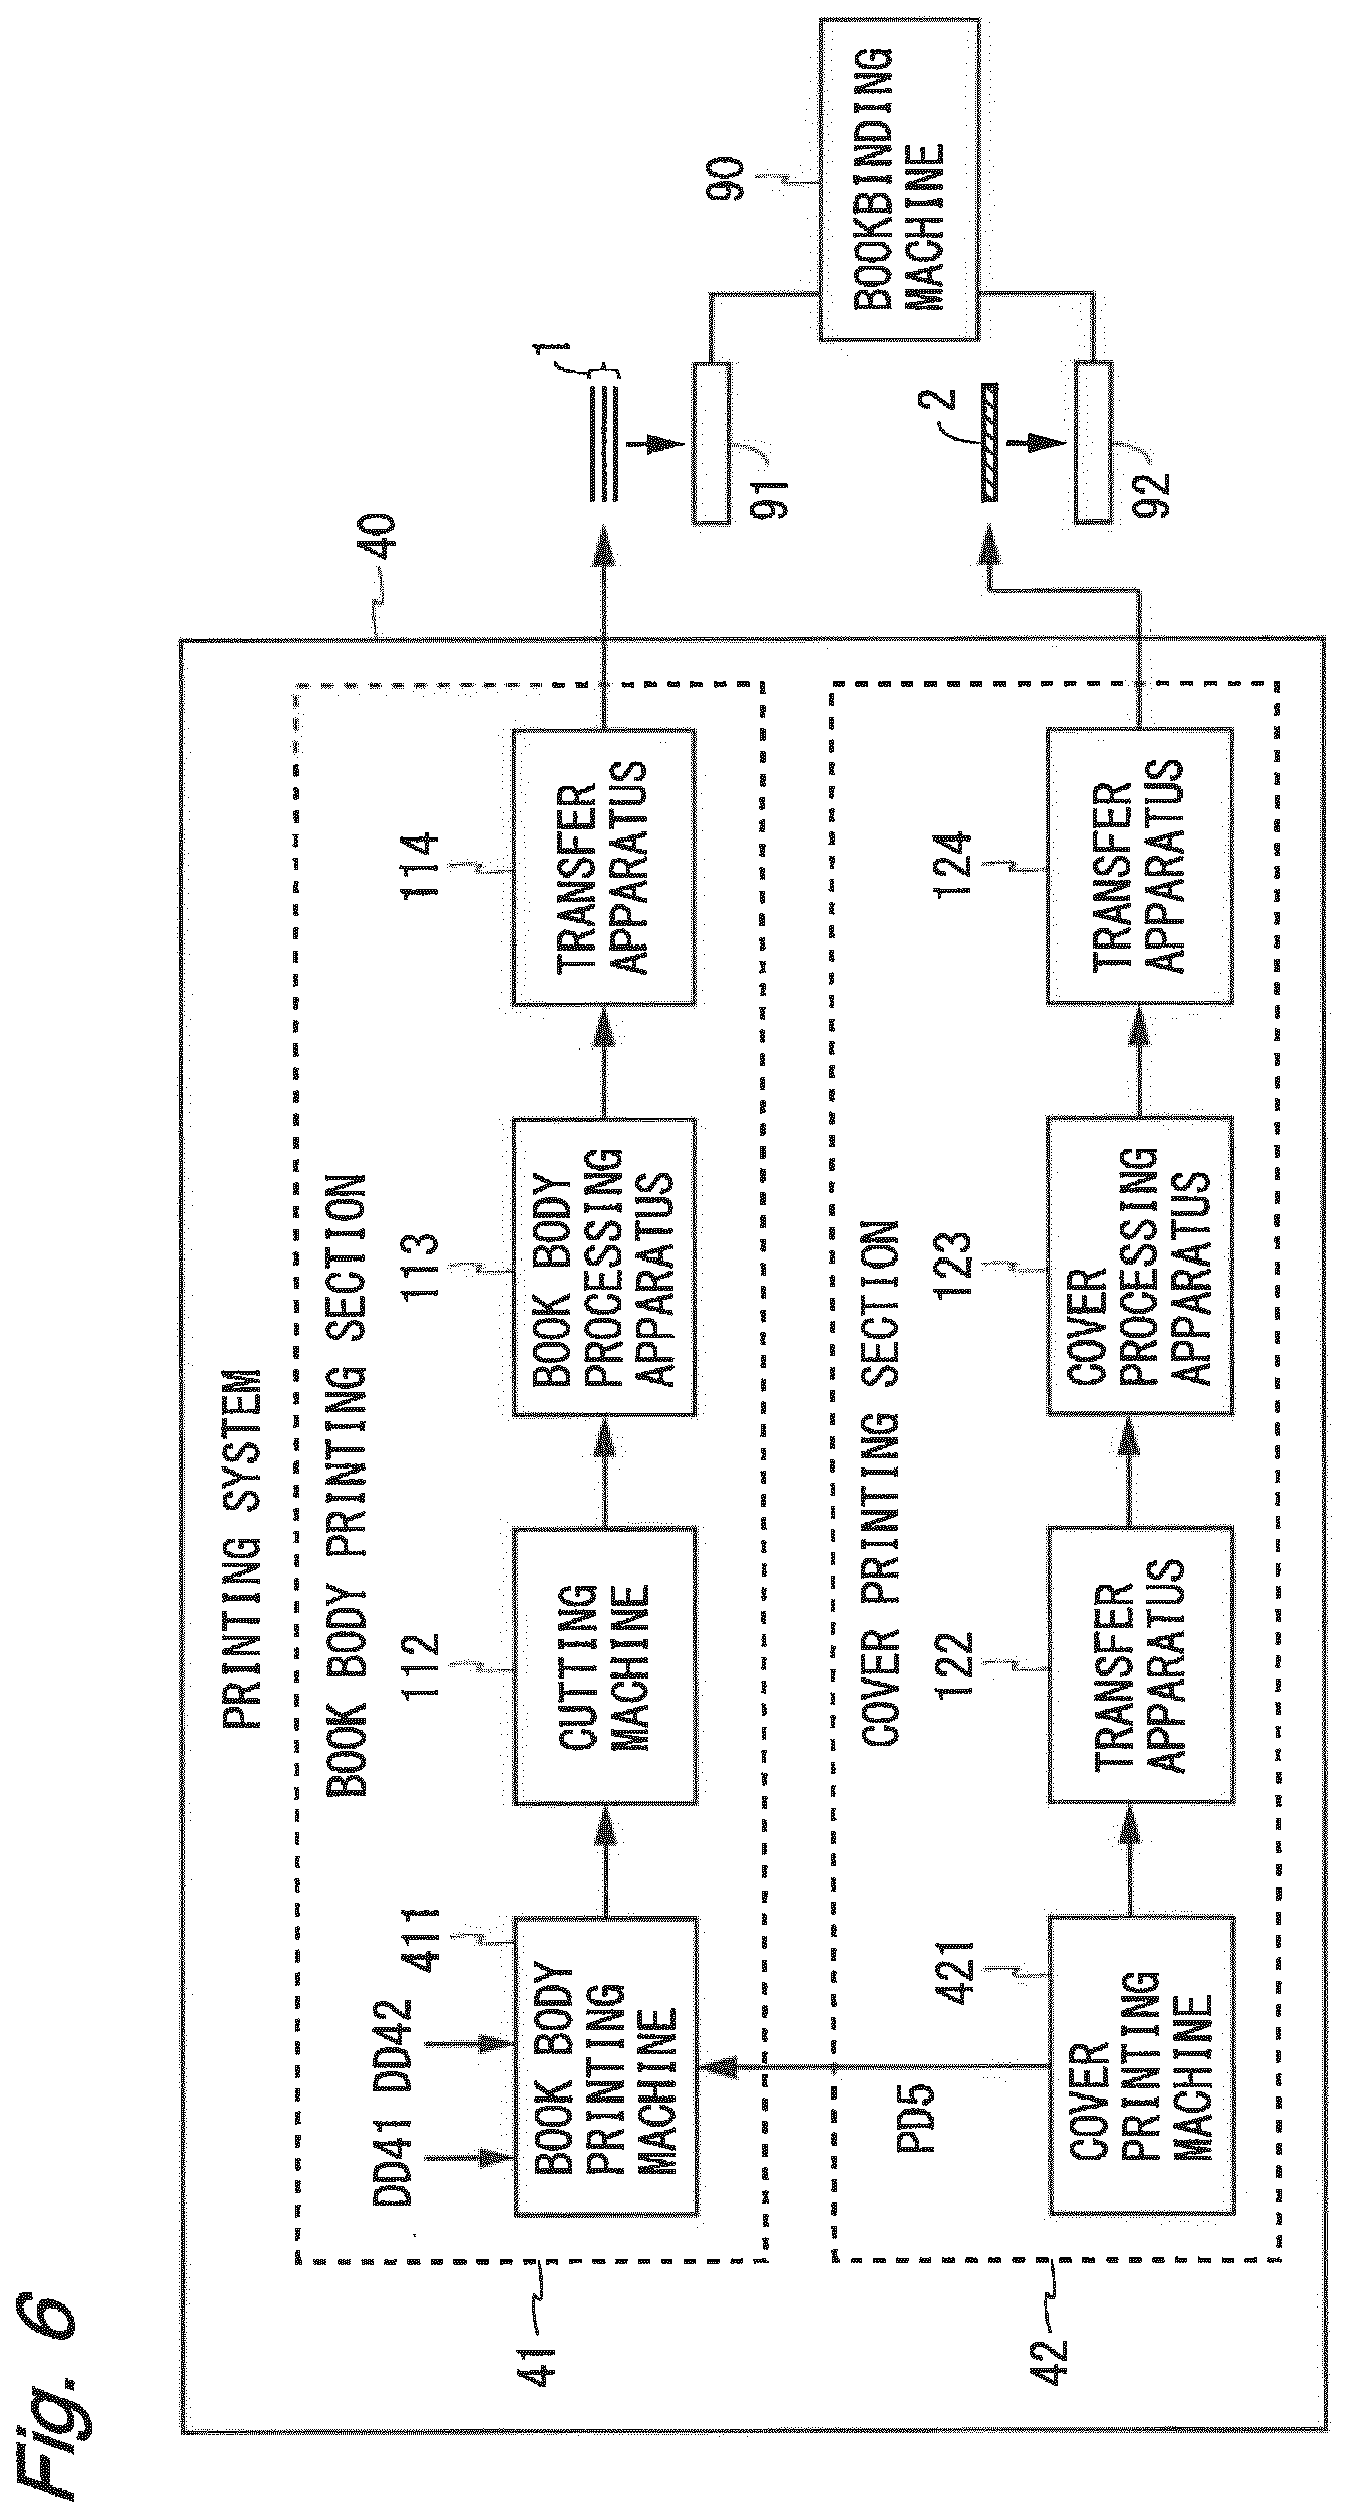 Fig. 6
PRINTING SYSTEM
40
BOOK BODY PRINTING SECTION
41
DD41 DD42
411
112
113
114
BOOK BODY
PRINTING
MACHINE
CUTTING
MACHINE
BOOK BODY
PROCESSING
APPARATUS
TRANSFER
APPARATUS
1
91
90
BOOKBINDING
MACHINE
PD5
COVER PRINTING SECTION
42
421
122
123
124
COVER
PRINTING
MACHINE
TRANSFER
APPARATUS
COVER
PROCESSING
APPARATUS
TRANSFER
APPARATUS
2
92